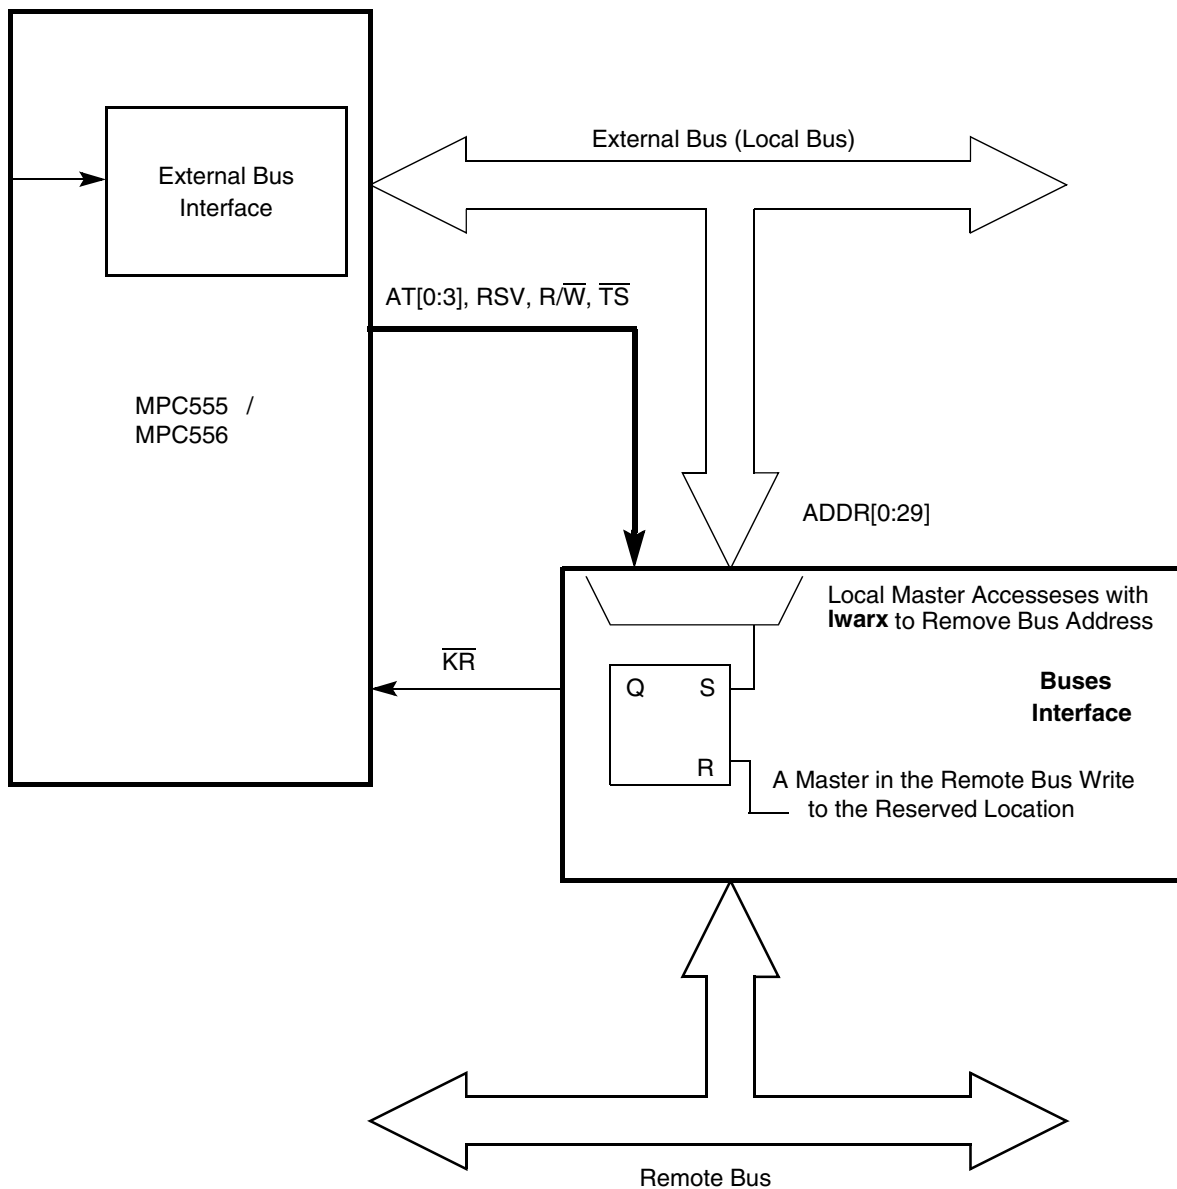 External Bus (Local Bus)
External Bus
Interface
AT[0:3], RSV, R/W̅, T̅S̅
MPC555 /
MPC556
ADDR[0:29]
Local Master Accesseses with
lwarx to Remove Bus Address
K̅R̅
Q S
Buses
Interface
R
A Master in the Remote Bus Write
to the Reserved Location
Remote Bus